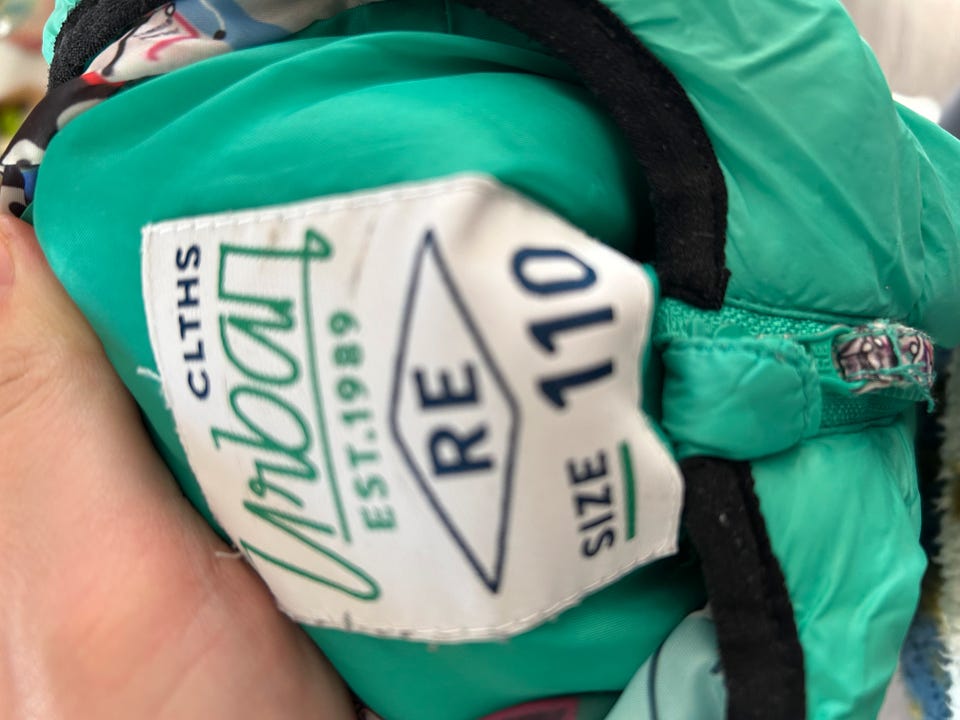 CLTHS
Urban
EST.1989
RE
110
SIZE